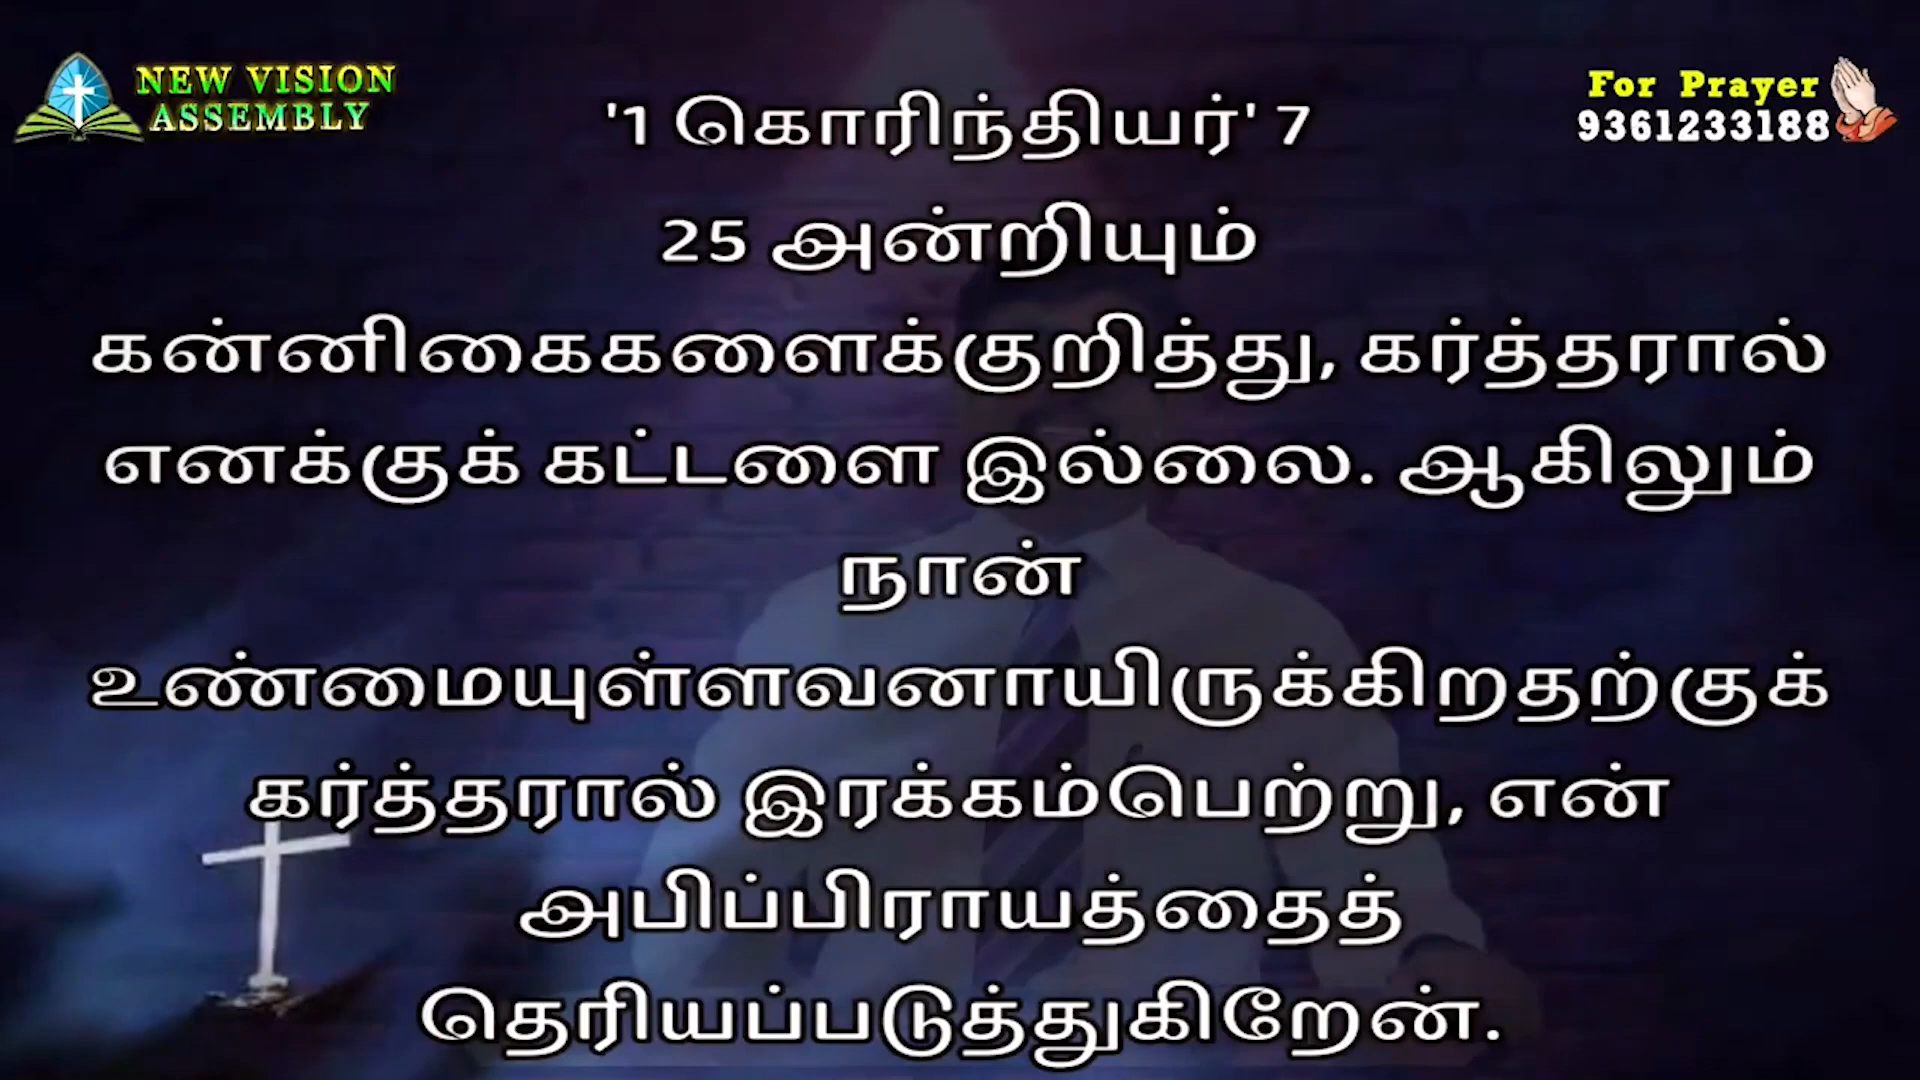 NEW VISION
ASSEMBLY
For Prayer
9361233188
'1 கொரிந்தியர்' 7
25 அன்றியும்
கன்னிகைகளைக்குறித்து, கர்த்தரால்
எனக்குக் கட்டளை இல்லை. ஆகிலும்
நான்
உண்மையுள்ளவனாயிருக்கிறதற்குக்
கர்த்தரால் இரக்கம்பெற்று, என்
அபிப்பிராயத்தைத்
தெரியப்படுத்துகிறேன்.